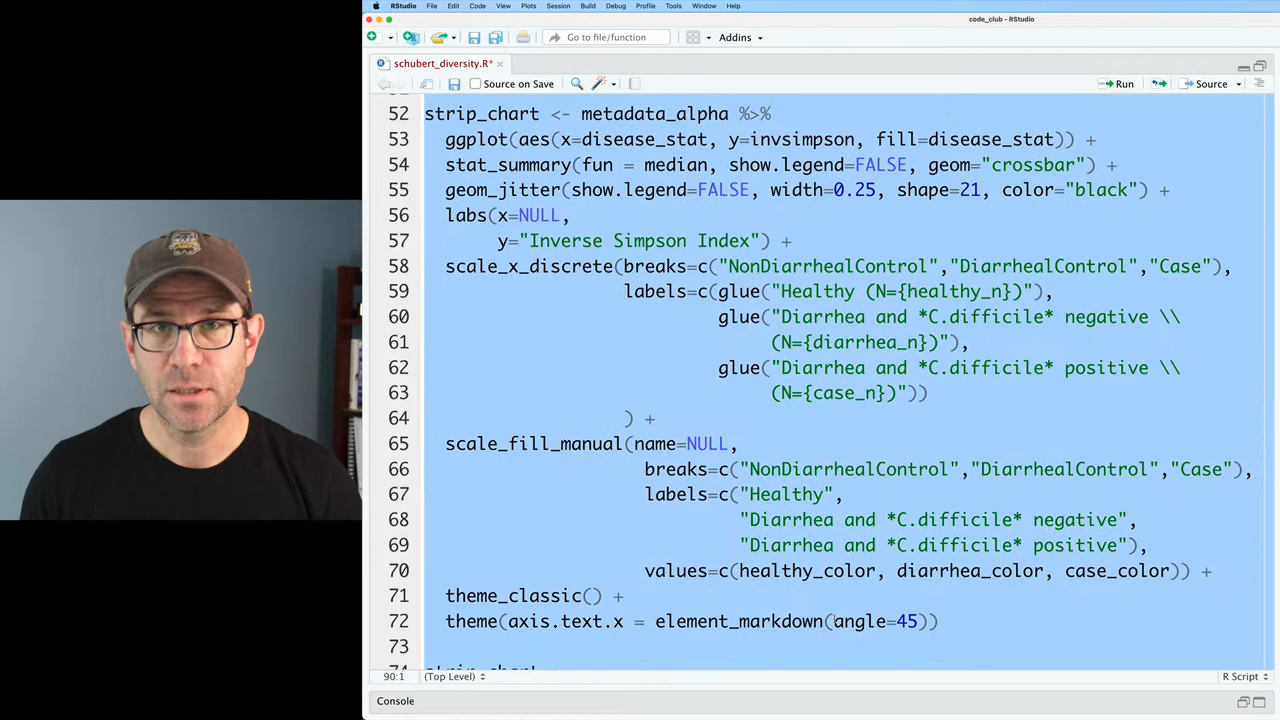 RStudio File Edit Code View Plots Session Build Debug Profile Tools Window Help
code_club - RStudio
Go to file/function Addins
schubert_diversity.R*
Source on Save Run Source
52 strip_chart <- metadata_alpha %>%
53 ggplot(aes(x=disease_stat, y=invsimpson, fill=disease_stat)) +
54 stat_summary(fun = median, show.legend=FALSE, geom="crossbar") +
55 geom_jitter(show.legend=FALSE, width=0.25, shape=21, color="black") +
56 labs(x=NULL,
57 y="Inverse Simpson Index") +
58 scale_x_discrete(breaks=c("NonDiarrhealControl","DiarrhealControl","Case"),
59 labels=c(glue("Healthy (N={healthy_n})"),
60 glue("Diarrhea and *C.difficile* negative \\
61 (N={diarrhea_n})"),
62 glue("Diarrhea and *C.difficile* positive \\
63 (N={case_n})"))
64 ) +
65 scale_fill_manual(name=NULL,
66 breaks=c("NonDiarrhealControl","DiarrhealControl","Case"),
67 labels=c("Healthy",
68 "Diarrhea and *C.difficile* negative",
69 "Diarrhea and *C.difficile* positive"),
70 values=c(healthy_color, diarrhea_color, case_color)) +
71 theme_classic() +
72 theme(axis.text.x = element_markdown(angle=45))
73
90:1 (Top Level) R Script
Console